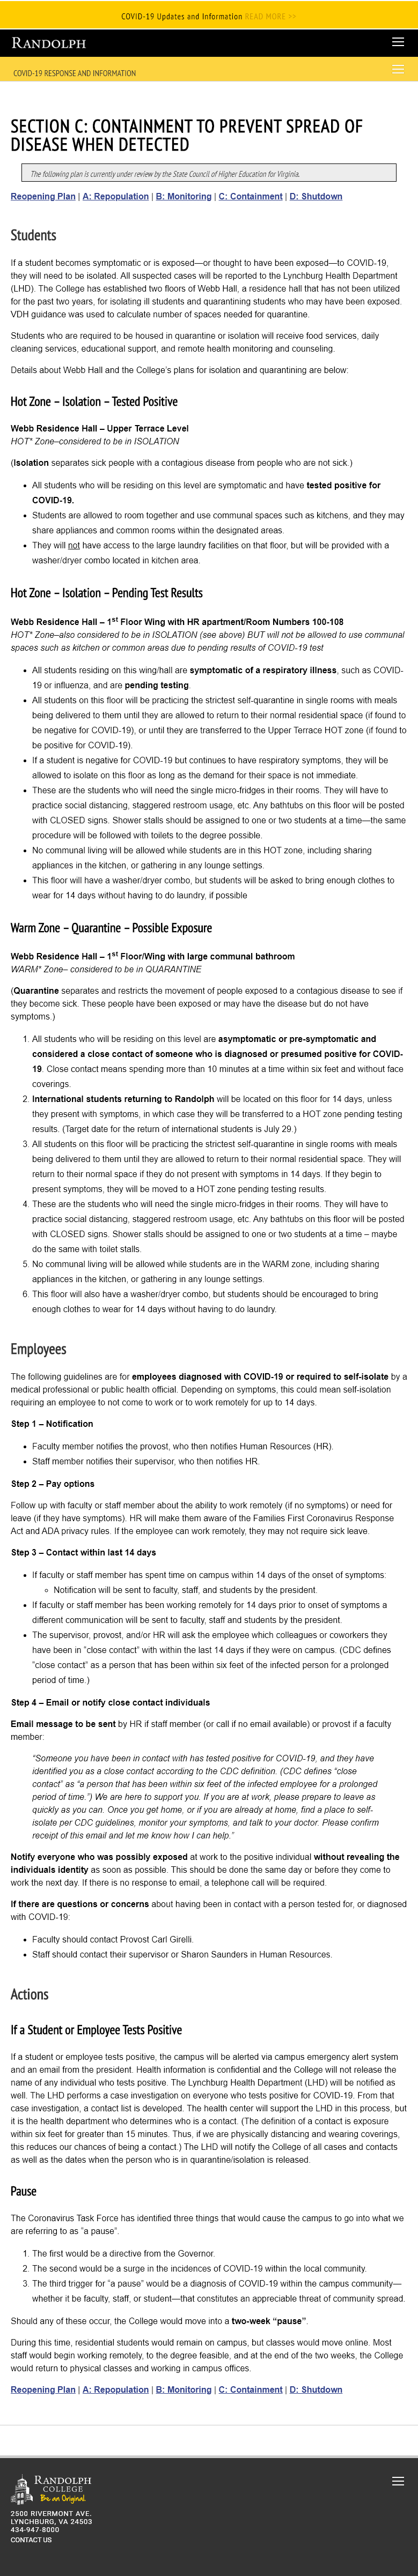 COVID-19 Updates and Information READ MORE >>
RANDOLPH
COVID-19 RESPONSE AND INFORMATION
SECTION C: CONTAINMENT TO PREVENT SPREAD OF
DISEASE WHEN DETECTED
The following plan is currently under review by the State Council of Higher Education for Virginia.
Reopening Plan | A: Repopulation | B: Monitoring | C: Containment | D: Shutdown
Students
If a student becomes symptomatic or is exposed—or thought to have been exposed—to COVID-19,
they will need to be isolated. All suspected cases will be reported to the Lynchburg Health Department
(LHD). The College has established two floors of Webb Hall, a residence hall that has not been utilized
for the past two years, for isolating ill students and quarantining students who may have been exposed.
VDH guidance was used to calculate number of spaces needed for quarantine.
Students who are required to be housed in quarantine or isolation will receive food services, daily
cleaning services, educational support, and remote health monitoring and counseling.
Details about Webb Hall and the College's plans for isolation and quarantining are below:
Hot Zone – Isolation – Tested Positive
Webb Residence Hall – Upper Terrace Level
HOT* Zone–considered to be in ISOLATION
(Isolation separates sick people with a contagious disease from people who are not sick.)
• All students who will be residing on this level are symptomatic and have tested positive for
COVID-19.
• Students are allowed to room together and use communal spaces such as kitchens, and they may
share appliances and common rooms within the designated areas.
• They will not have access to the large laundry facilities on that floor, but will be provided with a
washer/dryer combo located in kitchen area.
Hot Zone – Isolation – Pending Test Results
Webb Residence Hall – 1st Floor Wing with HR apartment/Room Numbers 100-108
HOT* Zone–also considered to be in ISOLATION (see above) BUT will not be allowed to use communal
spaces such as kitchen or common areas due to pending results of COVID-19 test
• All students residing on this wing/hall are symptomatic of a respiratory illness, such as COVID-
19 or influenza, and are pending testing.
• All students on this floor will be practicing the strictest self-quarantine in single rooms with meals
being delivered to them until they are allowed to return to their normal residential space (if found to
be negative for COVID-19), or until they are transferred to the Upper Terrace HOT zone (if found to
be positive for COVID-19).
• If a student is negative for COVID-19 but continues to have respiratory symptoms, they will be
allowed to isolate on this floor as long as the demand for their space is not immediate.
• These are the students who will need the single micro-fridges in their rooms. They will have to
practice social distancing, staggered restroom usage, etc. Any bathtubs on this floor will be posted
with CLOSED signs. Shower stalls should be assigned to one or two students at a time—the same
procedure will be followed with toilets to the degree possible.
• No communal living will be allowed while students are in this HOT zone, including sharing
appliances in the kitchen, or gathering in any lounge settings.
• This floor will have a washer/dryer combo, but students will be asked to bring enough clothes to
wear for 14 days without having to do laundry, if possible
Warm Zone – Quarantine – Possible Exposure
Webb Residence Hall – 1st Floor/Wing with large communal bathroom
WARM* Zone– considered to be in QUARANTINE
(Quarantine separates and restricts the movement of people exposed to a contagious disease to see if
they become sick. These people have been exposed or may have the disease but do not have
symptoms.)
1. All students who will be residing on this level are asymptomatic or pre-symptomatic and
considered a close contact of someone who is diagnosed or presumed positive for COVID-
19. Close contact means spending more than 10 minutes at a time within six feet and without face
coverings.
2. International students returning to Randolph will be located on this floor for 14 days, unless
they present with symptoms, in which case they will be transferred to a HOT zone pending testing
results. (Target date for the return of international students is July 29.)
3. All students on this floor will be practicing the strictest self-quarantine in single rooms with meals
being delivered to them until they are allowed to return to their normal residential space. They will
return to their normal space if they do not present with symptoms in 14 days. If they begin to
present symptoms, they will be moved to a HOT zone pending testing results.
4. These are the students who will need the single micro-fridges in their rooms. They will have to
practice social distancing, staggered restroom usage, etc. Any bathtubs on this floor will be posted
with CLOSED signs. Shower stalls should be assigned to one or two students at a time – maybe
do the same with toilet stalls.
5. No communal living will be allowed while students are in the WARM zone, including sharing
appliances in the kitchen, or gathering in any lounge settings.
6. This floor will also have a washer/dryer combo, but students should be encouraged to bring
enough clothes to wear for 14 days without having to do laundry.
Employees
The following guidelines are for employees diagnosed with COVID-19 or required to self-isolate by a
medical professional or public health official. Depending on symptoms, this could mean self-isolation
requiring an employee to not come to work or to work remotely for up to 14 days.
Step 1 – Notification
• Faculty member notifies the provost, who then notifies Human Resources (HR).
• Staff member notifies their supervisor, who then notifies HR.
Step 2 – Pay options
Follow up with faculty or staff member about the ability to work remotely (if no symptoms) or need for
leave (if they have symptoms). HR will make them aware of the Families First Coronavirus Response
Act and ADA privacy rules. If the employee can work remotely, they may not require sick leave.
Step 3 – Contact within last 14 days
• If faculty or staff member has spent time on campus within 14 days of the onset of symptoms:
◦ Notification will be sent to faculty, staff, and students by the president.
• If faculty or staff member has been working remotely for 14 days prior to onset of symptoms a
different communication will be sent to faculty, staff and students by the president.
• The supervisor, provost, and/or HR will ask the employee which colleagues or coworkers they
have been in “close contact” with within the last 14 days if they were on campus. (CDC defines
“close contact” as a person that has been within six feet of the infected person for a prolonged
period of time.)
Step 4 – Email or notify close contact individuals
Email message to be sent by HR if staff member (or call if no email available) or provost if a faculty
member:
“Someone you have been in contact with has tested positive for COVID-19, and they have
identified you as a close contact according to the CDC definition. (CDC defines “close
contact” as “a person that has been within six feet of the infected employee for a prolonged
period of time.”) We are here to support you. If you are at work, please prepare to leave as
quickly as you can. Once you get home, or if you are already at home, find a place to self-
isolate per CDC guidelines, monitor your symptoms, and talk to your doctor. Please confirm
receipt of this email and let me know how I can help.”
Notify everyone who was possibly exposed at work to the positive individual without revealing the
individuals identity as soon as possible. This should be done the same day or before they come to
work the next day. If there is no response to email, a telephone call will be required.
If there are questions or concerns about having been in contact with a person tested for, or diagnosed
with COVID-19:
• Faculty should contact Provost Carl Girelli.
• Staff should contact their supervisor or Sharon Saunders in Human Resources.
Actions
If a Student or Employee Tests Positive
If a student or employee tests positive, the campus will be alerted via campus emergency alert system
and an email from the president. Health information is confidential and the College will not release the
name of any individual who tests positive. The Lynchburg Health Department (LHD) will be notified as
well. The LHD performs a case investigation on everyone who tests positive for COVID-19. From that
case investigation, a contact list is developed. The health center will support the LHD in this process, but
it is the health department who determines who is a contact. (The definition of a contact is exposure
within six feet for greater than 15 minutes. Thus, if we are physically distancing and wearing coverings,
this reduces our chances of being a contact.) The LHD will notify the College of all cases and contacts
as well as the dates when the person who is in quarantine/isolation is released.
Pause
The Coronavirus Task Force has identified three things that would cause the campus to go into what we
are referring to as “a pause”.
1. The first would be a directive from the Governor.
2. The second would be a surge in the incidences of COVID-19 within the local community.
3. The third trigger for “a pause” would be a diagnosis of COVID-19 within the campus community—
whether it be faculty, staff, or student—that constitutes an appreciable threat of community spread.
Should any of these occur, the College would move into a two-week “pause”.
During this time, residential students would remain on campus, but classes would move online. Most
staff would begin working remotely, to the degree feasible, and at the end of the two weeks, the College
would return to physical classes and working in campus offices.
Reopening Plan | A: Repopulation | B: Monitoring | C: Containment | D: Shutdown
RANDOLPH
COLLEGE
Be an Original.
2500 RIVERMONT AVE.
LYNCHBURG, VA 24503
434-947-8000
CONTACT US